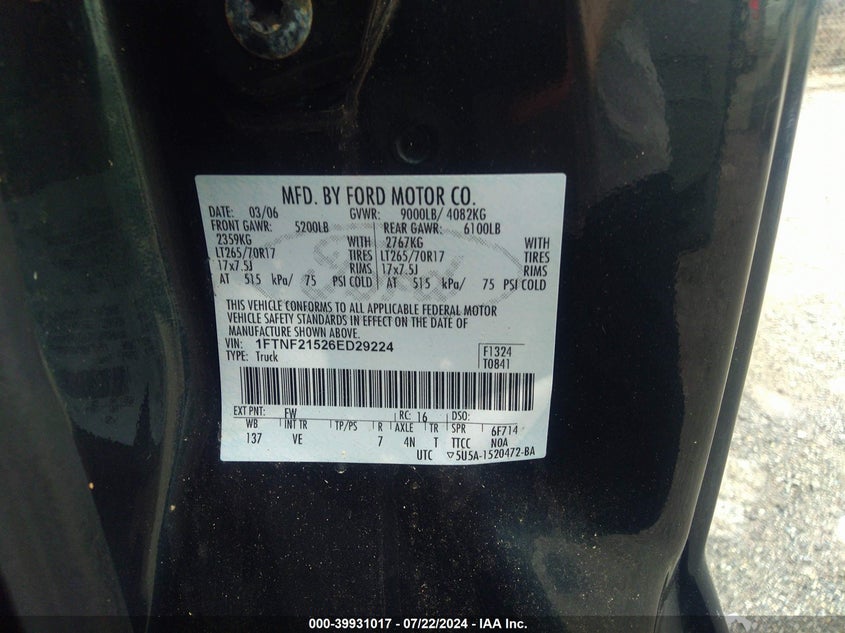 MFD. BY FORD MOTOR CO.
DATE: 03/06 GVWR: 9000LB/ 4082KG
FRONT GAWR: 5200LB REAR GAWR: 6100LB
2359KG WITH 2767KG WITH
LT265/70R17 TIRES LT265/70R17 TIRES
17x7.5J RIMS 17x7.5J RIMS
AT 515 kPa/ 75 PSI COLD AT 515 kPa/ 75 PSI COLD
THIS VEHICLE CONFORMS TO ALL APPLICABLE FEDERAL MOTOR
VEHICLE SAFETY STANDARDS IN EFFECT ON THE DATE OF
MANUFACTURE SHOWN ABOVE.
VIN: 1FTNF21526ED29224 F1324
TYPE: Truck T0841
EXT PNT: FW RC: 16 DSO:
WB INT TR TP/PS R AXLE TR SPR 6F714
137 VE 7 4N T TTCC NOA
UTC ▽5U5A-1520472-BA
000-39931017 - 07/22/2024 - IAA Inc.